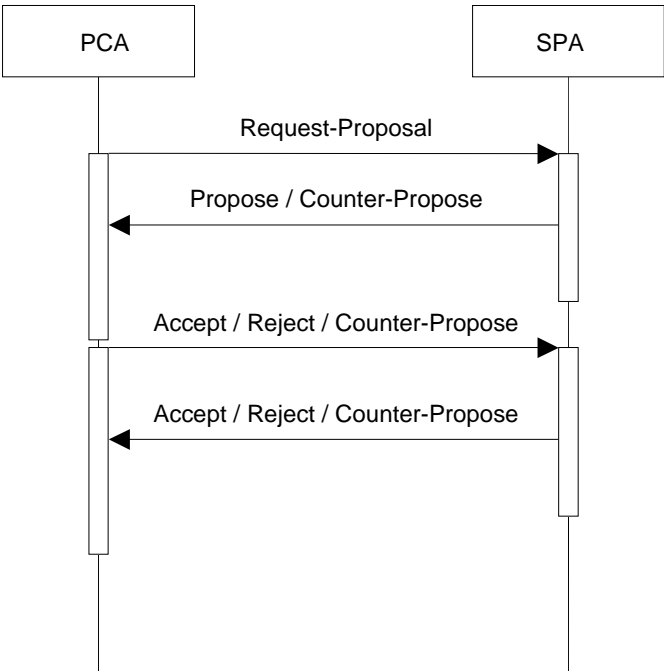 PCA
SPA
Request-Proposal
Propose / Counter-Propose
Accept / Reject / Counter-Propose
Accept / Reject / Counter-Propose